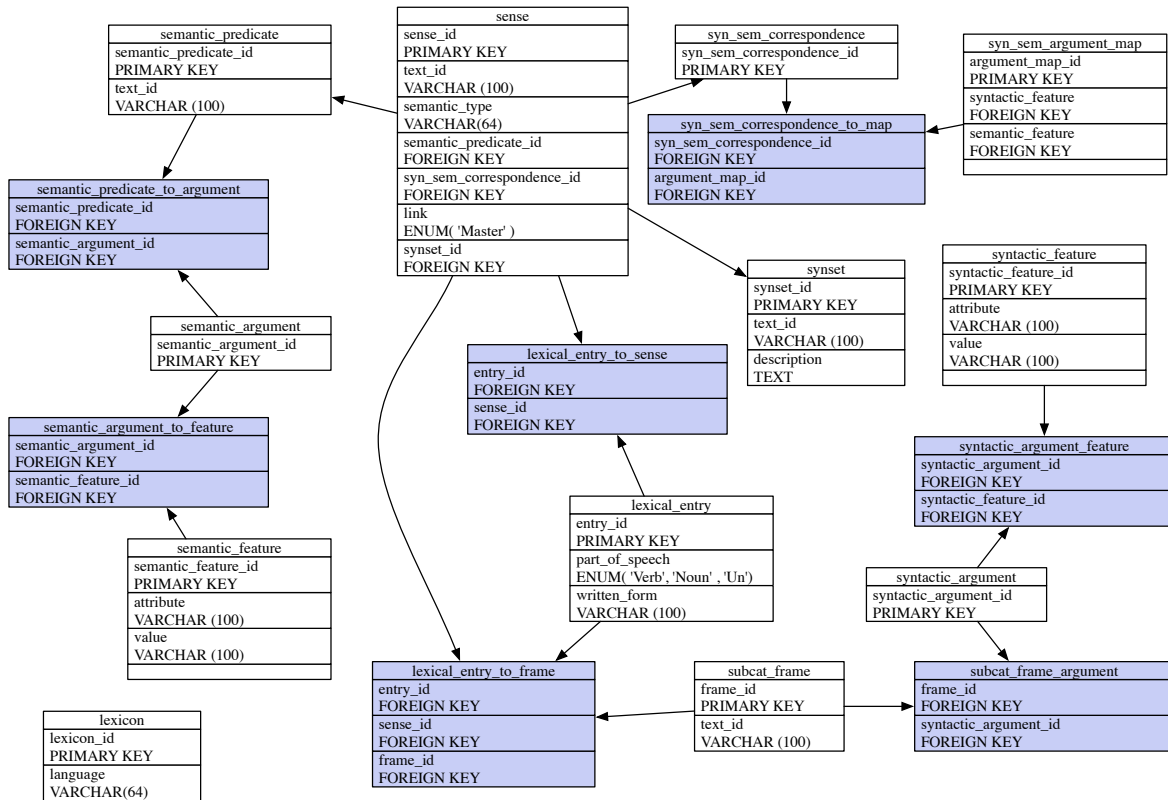 sense
sense_id
PRIMARY KEY
text_id
VARCHAR (100)
semantic_type
VARCHAR(64)
semantic_predicate_id
FOREIGN KEY
syn_sem_correspondence_id
FOREIGN KEY
link
ENUM( 'Master' )
synset_id
FOREIGN KEY
semantic_predicate
semantic_predicate_id
PRIMARY KEY
text_id
VARCHAR (100)
syn_sem_correspondence
syn_sem_correspondence_id
PRIMARY KEY
syn_sem_argument_map
argument_map_id
PRIMARY KEY
syntactic_feature
FOREIGN KEY
semantic_feature
FOREIGN KEY
syn_sem_correspondence_to_map
syn_sem_correspondence_id
FOREIGN KEY
argument_map_id
FOREIGN KEY
semantic_predicate_to_argument
semantic_predicate_id
FOREIGN KEY
semantic_argument_id
FOREIGN KEY
synset
synset_id
PRIMARY KEY
text_id
VARCHAR (100)
description
TEXT
syntactic_feature
syntactic_feature_id
PRIMARY KEY
attribute
VARCHAR (100)
value
VARCHAR (100)
semantic_argument
semantic_argument_id
PRIMARY KEY
lexical_entry_to_sense
entry_id
FOREIGN KEY
sense_id
FOREIGN KEY
semantic_argument_to_feature
semantic_argument_id
FOREIGN KEY
semantic_feature_id
FOREIGN KEY
syntactic_argument_feature
syntactic_argument_id
FOREIGN KEY
syntactic_feature_id
FOREIGN KEY
lexical_entry
entry_id
PRIMARY KEY
part_of_speech
ENUM( 'Verb', 'Noun' , 'Un')
written_form
VARCHAR (100)
semantic_feature
semantic_feature_id
PRIMARY KEY
attribute
VARCHAR (100)
value
VARCHAR (100)
syntactic_argument
syntactic_argument_id
PRIMARY KEY
lexical_entry_to_frame
entry_id
FOREIGN KEY
sense_id
FOREIGN KEY
frame_id
FOREIGN KEY
subcat_frame
frame_id
PRIMARY KEY
text_id
VARCHAR (100)
subcat_frame_argument
frame_id
FOREIGN KEY
syntactic_argument_id
FOREIGN KEY
lexicon
lexicon_id
PRIMARY KEY
language
VARCHAR(64)